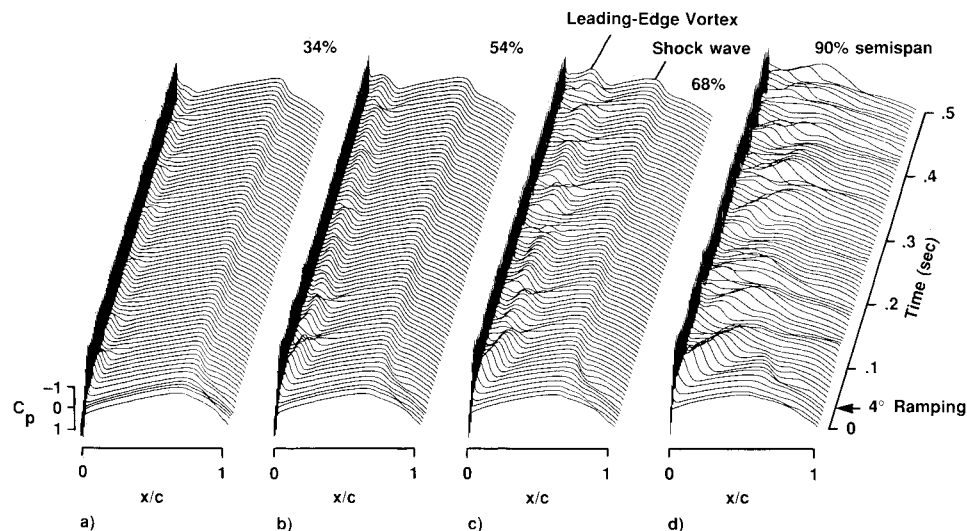 Leading-Edge Vortex
34% 54% Shock wave 90% semispan
68%
.5
.4
.3
.2
.1
0
Time (sec)
4° Ramping
−1
0
1
Cp
0 1 0 1 0 1 0 1
x/c x/c x/c x/c
a) b) c) d)